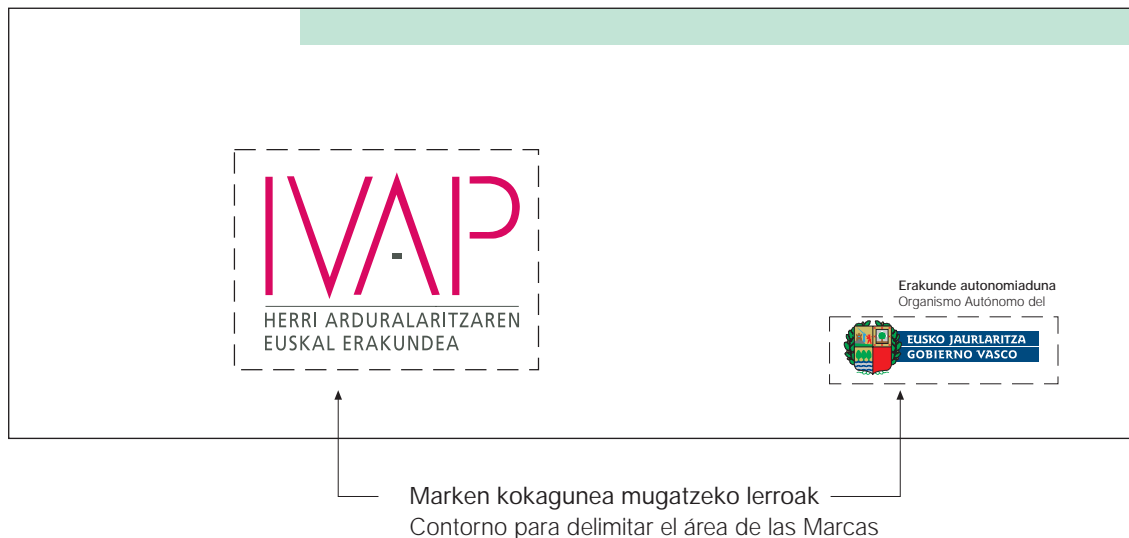 IVAP
HERRI ARDURALARITZAREN
EUSKAL ERAKUNDEA
Erakunde autonomiaduna
Organismo Autónomo del
EUSKO JAURLARITZA
GOBIERNO VASCO
Marken kokagunea mugatzeko lerroak
Contorno para delimitar el área de las Marcas